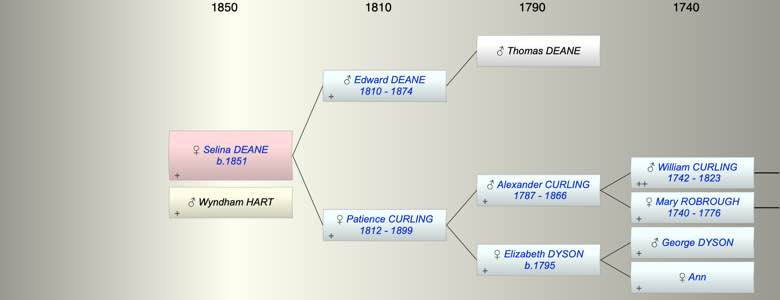 1850
1810
1790
1740
♂ Thomas DEANE
♂ Edward DEANE
1810 - 1874
+
♀ Selina DEANE
b.1851
+
♂ Wyndham HART
+
♀ Patience CURLING
1812 - 1899
+
♂ Alexander CURLING
1787 - 1866
+
♀ Elizabeth DYSON
b.1795
+
♂ William CURLING
1742 - 1823
++
♀ Mary ROBROUGH
1740 - 1776
+
♂ George DYSON
+
♀ Ann
+